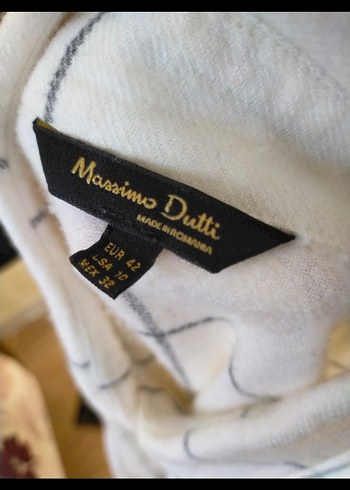 Massimo Dutti
MADE IN ROMANIA
EUR 42
USA 10
MEX 32